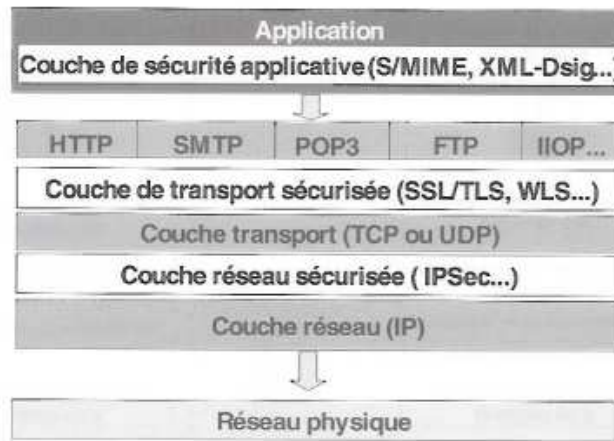 Application
Couche de sécurité applicative (S/MIME, XML-Dsig...)
HTTP SMTP POP3 FTP IIOP...
Couche de transport sécurisée (SSL/TLS, WLS...)
Couche transport (TCP ou UDP)
Couche réseau sécurisée ( IPSec...)
Couche réseau (IP)
Réseau physique